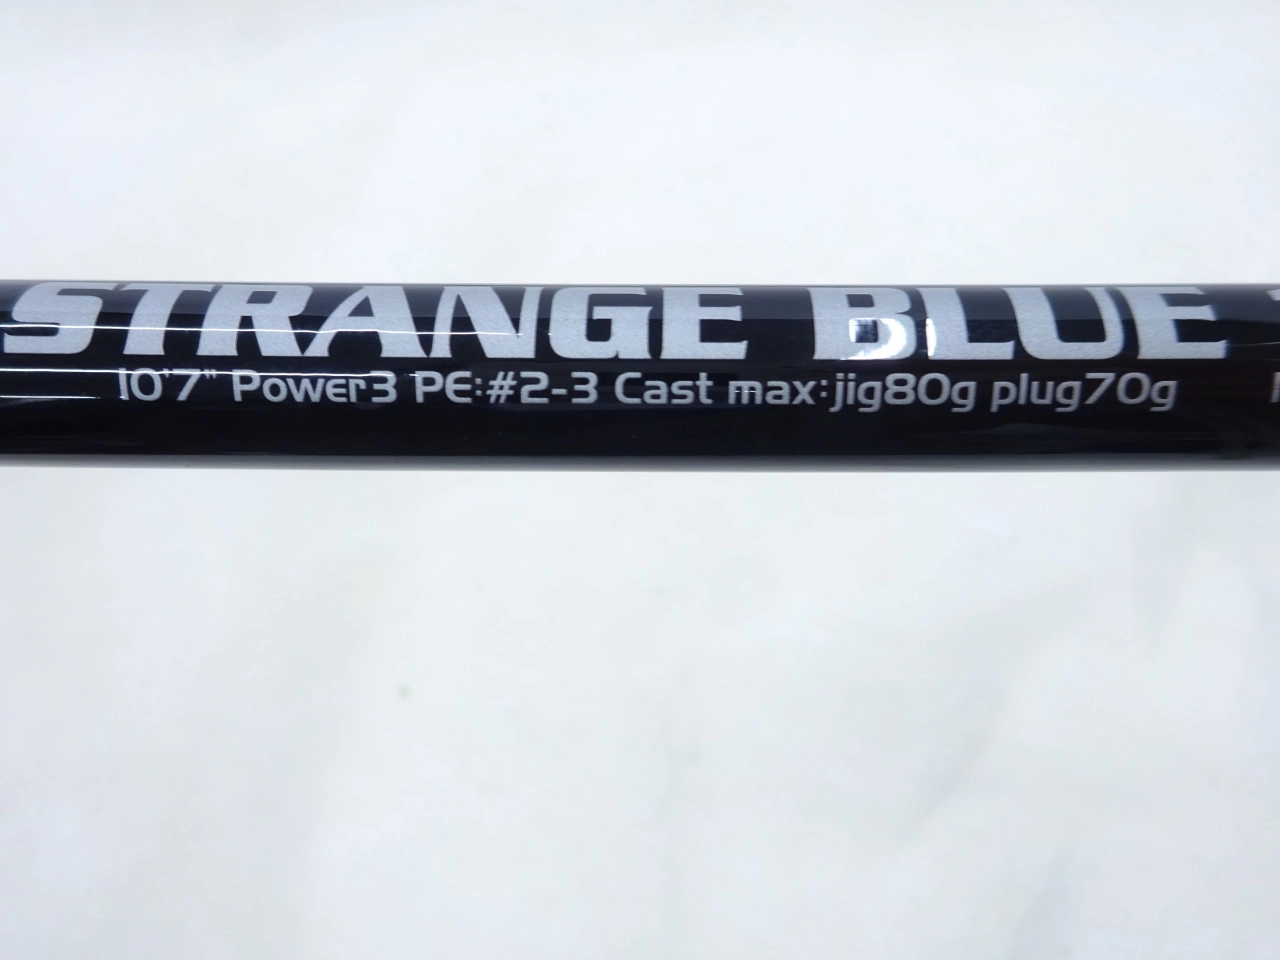 STRANGE BLUE
10'7" Power3 PE:#2-3 Cast max:jig80g plug70g